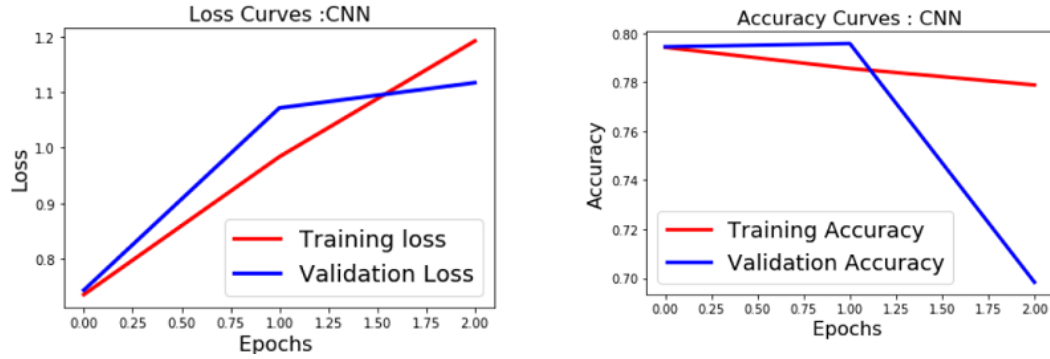 Loss Curves :CNN
1.2
1.1
1.0
0.9
0.8
Loss
Training loss
Validation Loss
0.00 0.25 0.50 0.75 1.00 1.25 1.50 1.75 2.00
Epochs
Accuracy Curves : CNN
0.80
0.78
0.76
0.74
0.72
0.70
Accuracy
Training Accuracy
Validation Accuracy
0.00 0.25 0.50 0.75 1.00 1.25 1.50 1.75 2.00
Epochs